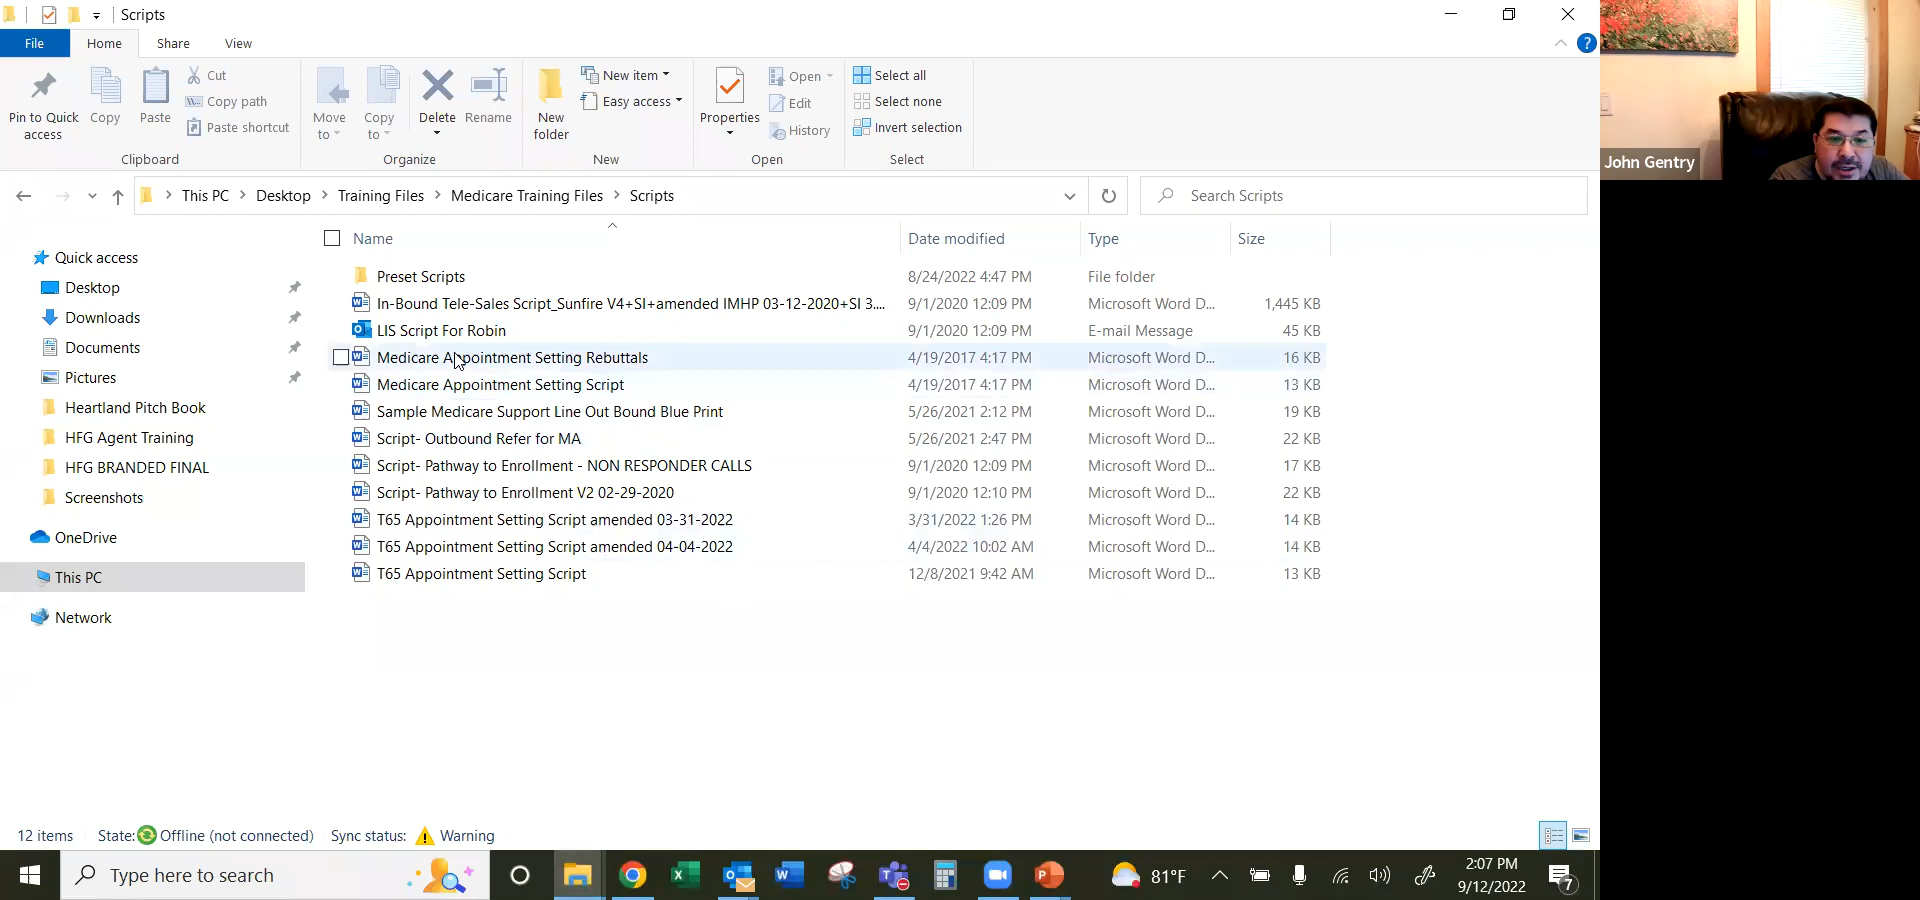 Scripts
File
Home
Share
View
?
Pin to Quick access
Copy
Paste
Cut
Copy path
Paste shortcut
Clipboard
Move to
Copy to
Delete
Rename
Organize
New folder
New item
Easy access
New
Properties
Open
Edit
History
Open
Select all
Select none
Invert selection
Select
This PC > Desktop > Training Files > Medicare Training Files > Scripts
Search Scripts
Quick access
Desktop
Downloads
Documents
Pictures
Heartland Pitch Book
HFG Agent Training
HFG BRANDED FINAL
Screenshots
OneDrive
This PC
Network
Name Date modified Type Size
Preset Scripts 8/24/2022 4:47 PM File folder
In-Bound Tele-Sales Script_Sunfire V4+SI+amended IMHP 03-12-2020+SI 3.... 9/1/2020 12:09 PM Microsoft Word D... 1,445 KB
LIS Script For Robin 9/1/2020 12:09 PM E-mail Message 45 KB
Medicare Appointment Setting Rebuttals 4/19/2017 4:17 PM Microsoft Word D... 16 KB
Medicare Appointment Setting Script 4/19/2017 4:17 PM Microsoft Word D... 13 KB
Sample Medicare Support Line Out Bound Blue Print 5/26/2021 2:12 PM Microsoft Word D... 19 KB
Script- Outbound Refer for MA 5/26/2021 2:47 PM Microsoft Word D... 22 KB
Script- Pathway to Enrollment - NON RESPONDER CALLS 9/1/2020 12:09 PM Microsoft Word D... 17 KB
Script- Pathway to Enrollment V2 02-29-2020 9/1/2020 12:10 PM Microsoft Word D... 22 KB
T65 Appointment Setting Script amended 03-31-2022 3/31/2022 1:26 PM Microsoft Word D... 14 KB
T65 Appointment Setting Script amended 04-04-2022 4/4/2022 10:02 AM Microsoft Word D... 14 KB
T65 Appointment Setting Script 12/8/2021 9:42 AM Microsoft Word D... 13 KB
12 items State: Offline (not connected) Sync status: Warning
Type here to search
81°F
2:07 PM
9/12/2022
7
John Gentry